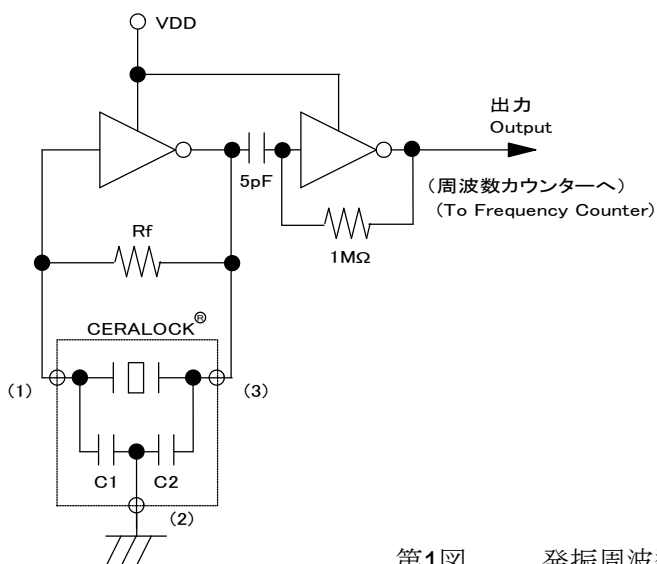 VDD
出力
Output
5pF
(周波数カウンターへ)
(To Frequency Counter)
Rf
1MΩ
CERALOCK®
(1)
(3)
C1
C2
(2)
第1図